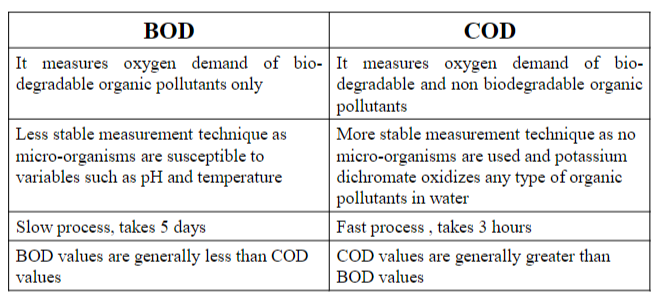 BOD
COD
It measures oxygen demand of bio-
degradable organic pollutants only
It measures oxygen demand of bio-
degradable and non biodegradable organic
pollutants
Less stable measurement technique as
micro-organisms are susceptible to
variables such as pH and temperature
More stable measurement technique as no
micro-organisms are used and potassium
dichromate oxidizes any type of organic
pollutants in water
Slow process, takes 5 days
Fast process , takes 3 hours
BOD values are generally less than COD
values
COD values are generally greater than
BOD values